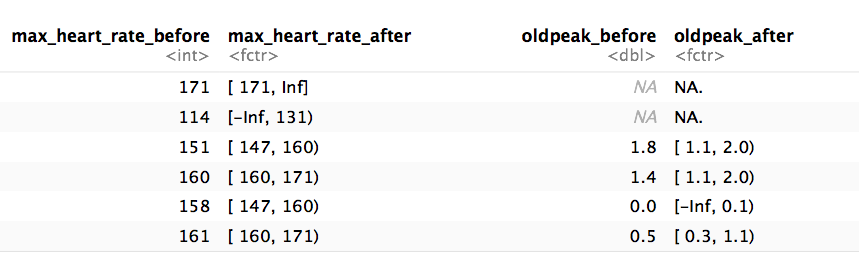 max_heart_rate_before max_heart_rate_after oldpeak_before oldpeak_after
<int> <fctr> <dbl> <fctr>
171 [ 171, Inf] NA NA.
114 [-Inf, 131) NA NA.
151 [ 147, 160) 1.8 [ 1.1, 2.0)
160 [ 160, 171) 1.4 [ 1.1, 2.0)
158 [ 147, 160) 0.0 [-Inf, 0.1)
161 [ 160, 171) 0.5 [ 0.3, 1.1)